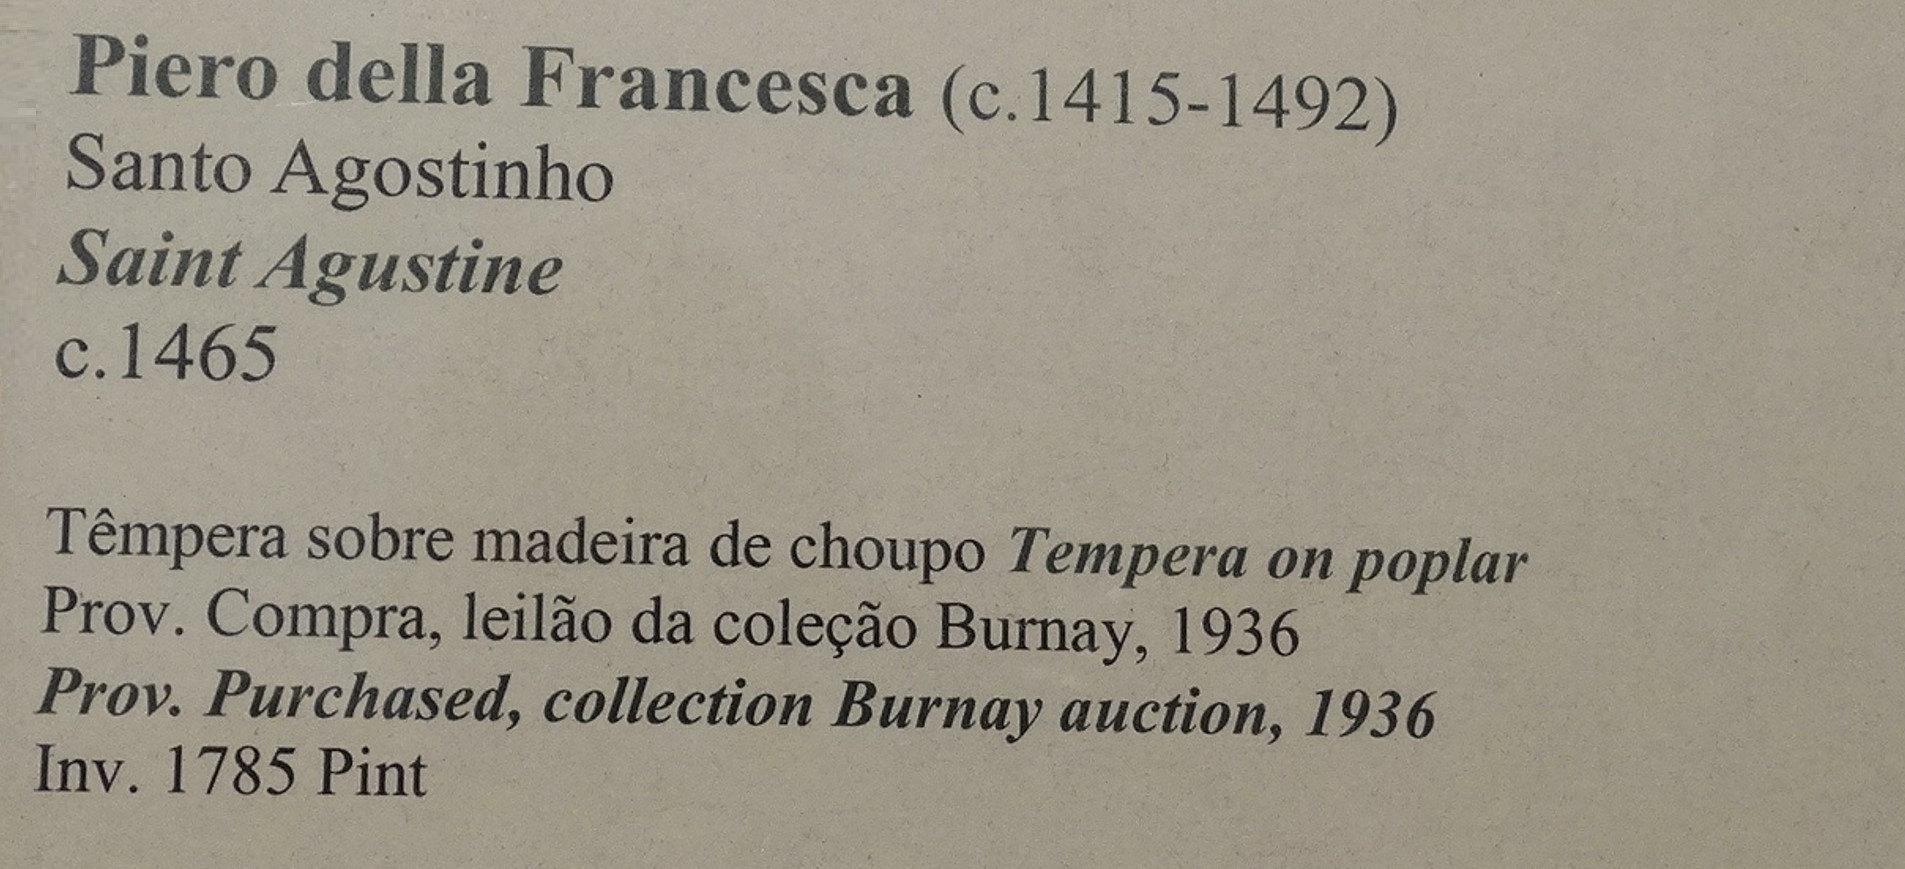 Piero della Francesca (c.1415-1492)
Santo Agostinho
Saint Agustine
c.1465
Têmpera sobre madeira de choupo Tempera on poplar
Prov. Compra, leilão da coleção Burnay, 1936
Prov. Purchased, collection Burnay auction, 1936
Inv. 1785 Pint